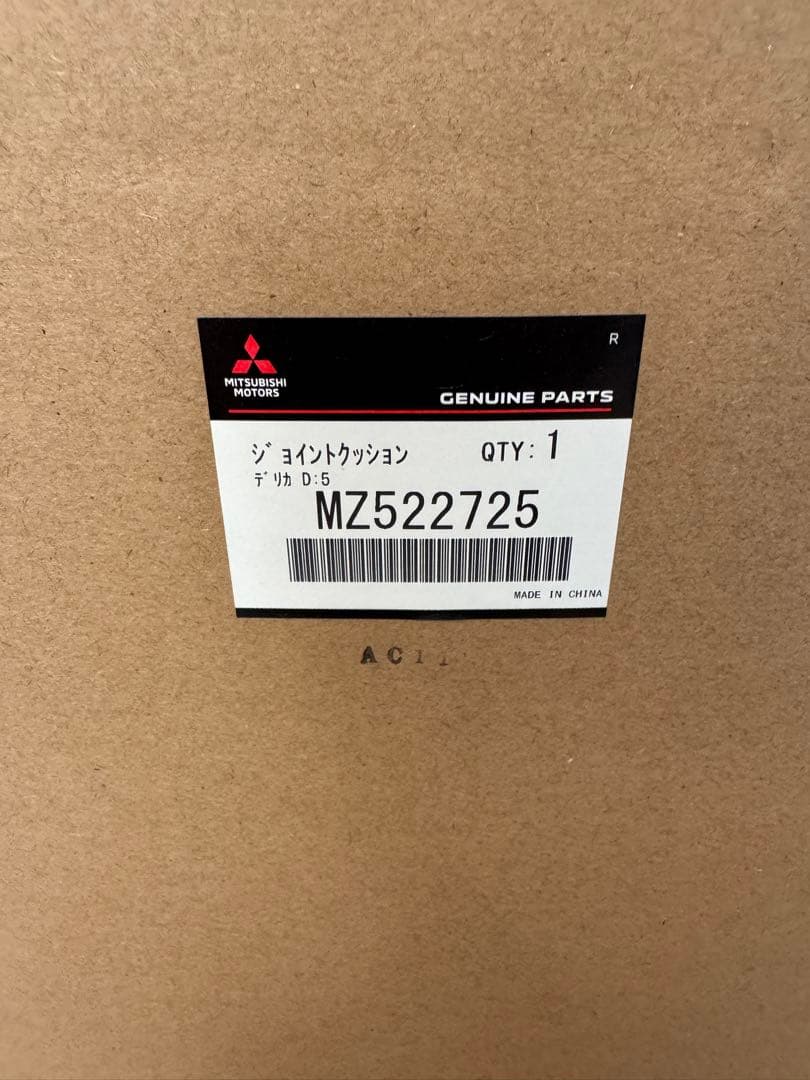 R
MITSUBISHI
MOTORS
GENUINE PARTS
ジョイントクッション QTY: 1
デリカ D:5
MZ522725
MADE IN CHINA